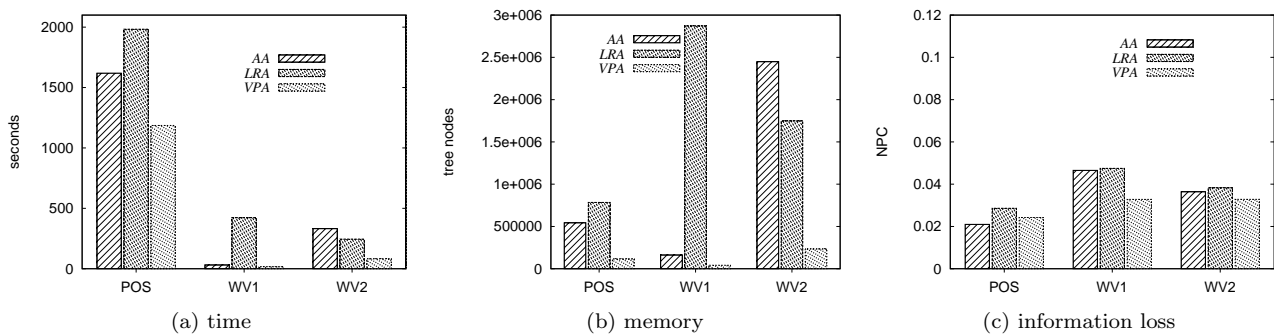 2000
1500
1000
500
0
seconds
AA
LRA
VPA
POS
WV1
WV2
(a) time
3e+006
2.5e+006
2e+006
1.5e+006
1e+006
500000
0
tree nodes
AA
LRA
VPA
POS
WV1
WV2
(b) memory
0.12
0.1
0.08
0.06
0.04
0.02
0
NPC
AA
LRA
VPA
POS
WV1
WV2
(c) information loss